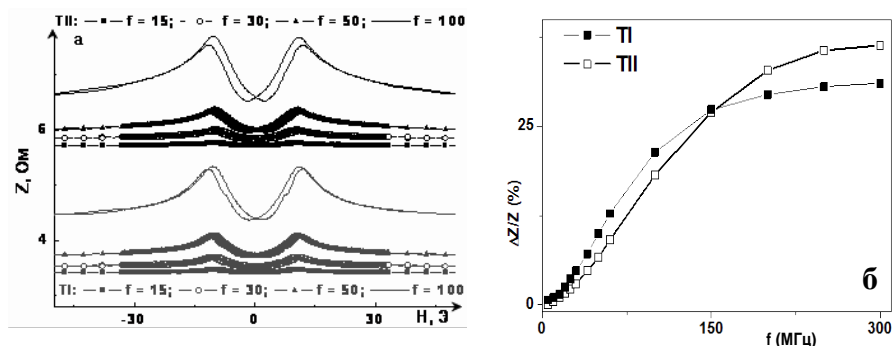 TII: f = 15; f = 30; f = 50; f = 100
а
Z, Ом
6
4
TI: f = 15; f = 30; f = 50; f = 100
-30 0 30 H, Э
TI
TII
ΔZ/Z (%)
25
0
б
0 150 300
f (МГц)